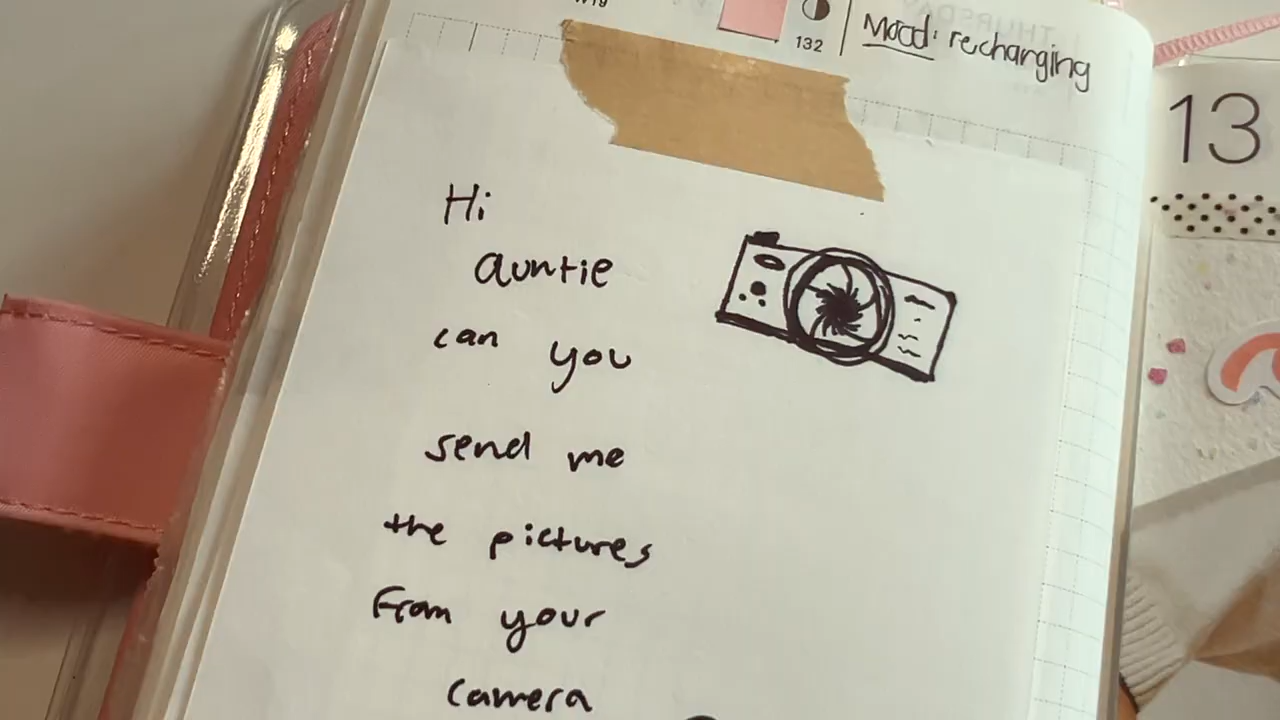 132
Mood: recharging
13
Hi
auntie
can you
send me
the pictures
From your
camera